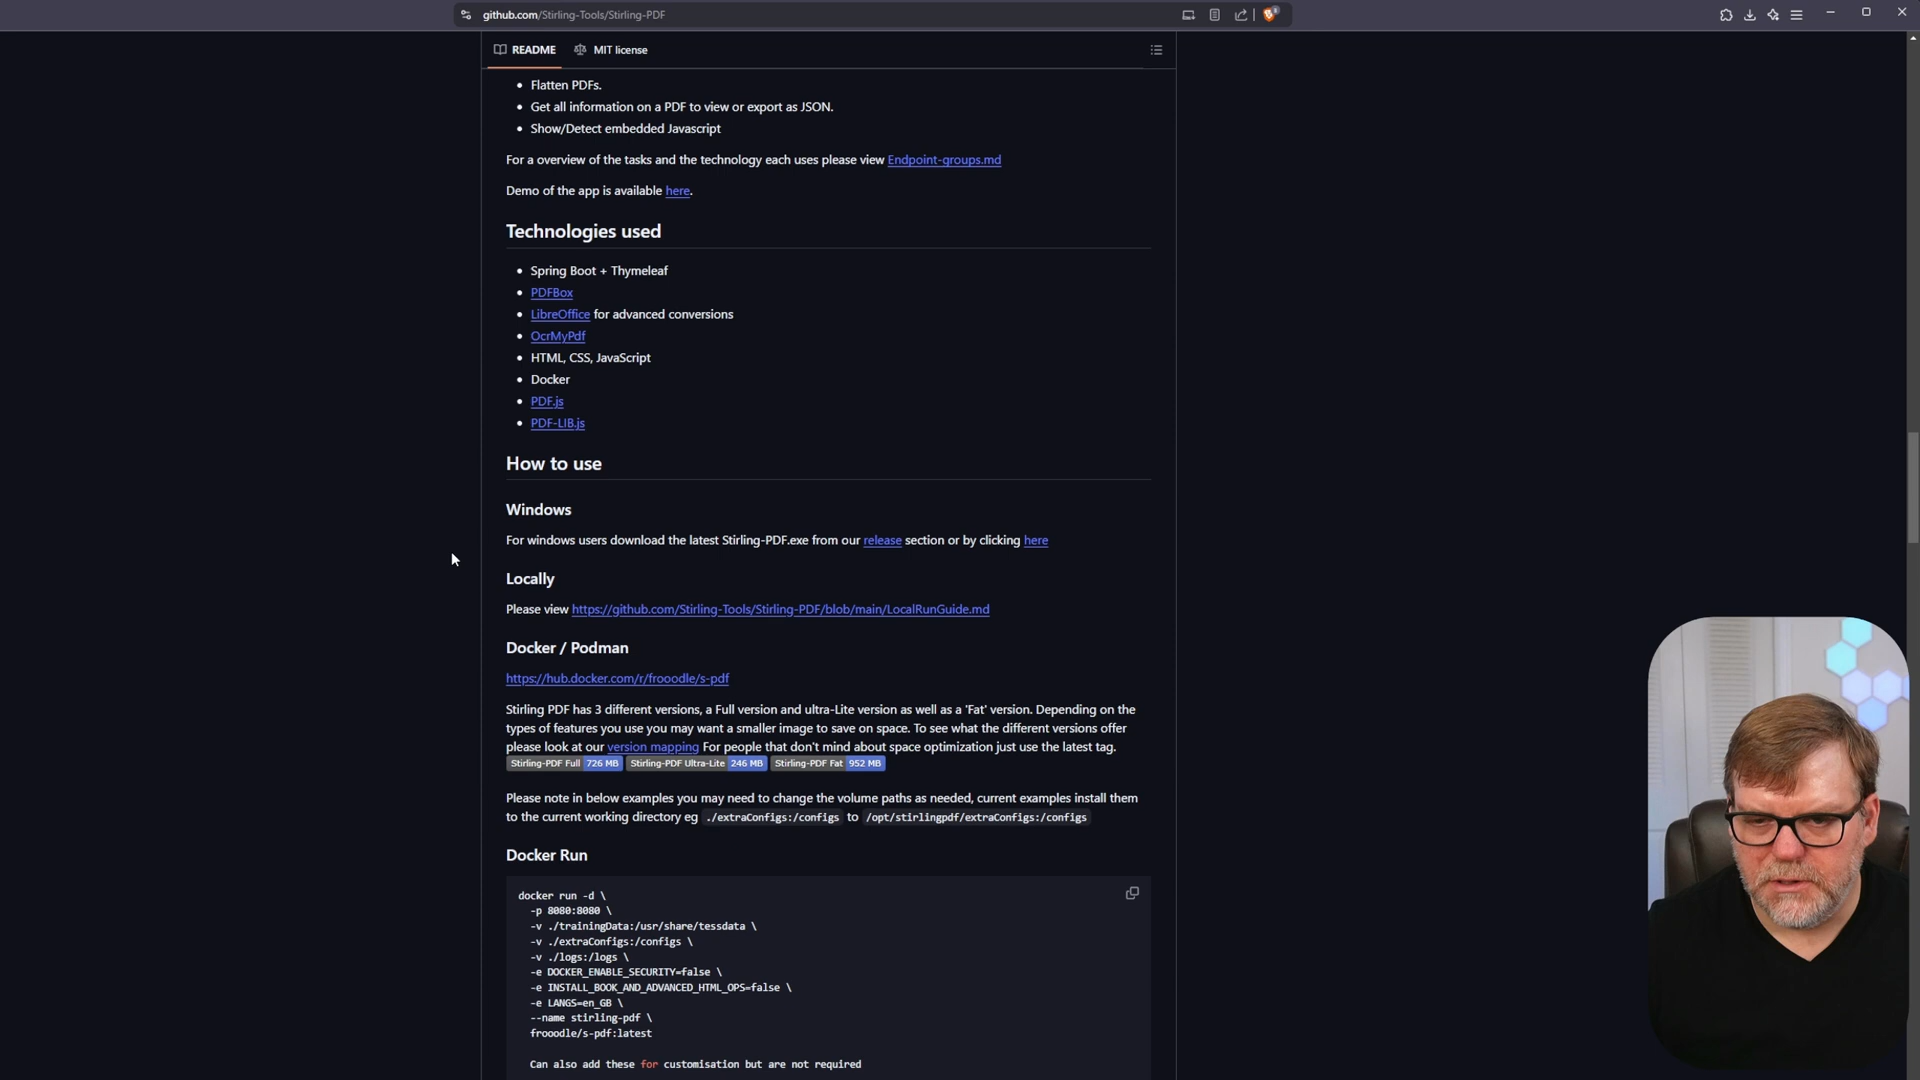 github.com/Stirling-Tools/Stirling-PDF
README MIT license
Flatten PDFs.
Get all information on a PDF to view or export as JSON.
Show/Detect embedded Javascript
For a overview of the tasks and the technology each uses please view Endpoint-groups.md
Demo of the app is available here.
Technologies used
Spring Boot + Thymeleaf
PDFBox
LibreOffice for advanced conversions
OcrMyPdf
HTML, CSS, JavaScript
Docker
PDF.js
PDF-LIB.js
How to use
Windows
For windows users download the latest Stirling-PDF.exe from our release section or by clicking here
Locally
Please view https://github.com/Stirling-Tools/Stirling-PDF/blob/main/LocalRunGuide.md
Docker / Podman
https://hub.docker.com/r/frooodle/s-pdf
Stirling PDF has 3 different versions, a Full version and ultra-Lite version as well as a 'Fat' version. Depending on the
types of features you use you may want a smaller image to save on space. To see what the different versions offer
please look at our version mapping For people that don't mind about space optimization just use the latest tag.
Stirling-PDF Full 726 MB Stirling-PDF Ultra-Lite 246 MB Stirling-PDF Fat 952 MB
Please note in below examples you may need to change the volume paths as needed, current examples install them
to the current working directory eg ./extraConfigs:/configs to /opt/stirlingpdf/extraConfigs:/configs
Docker Run
docker run -d \
-p 8080:8080 \
-v ./trainingData:/usr/share/tessdata \
-v ./extraConfigs:/configs \
-v ./logs:/logs \
-e DOCKER_ENABLE_SECURITY=false \
-e INSTALL_BOOK_AND_ADVANCED_HTML_OPS=false \
-e LANGS=en_GB \
--name stirling-pdf \
frooodle/s-pdf:latest
Can also add these for customisation but are not required